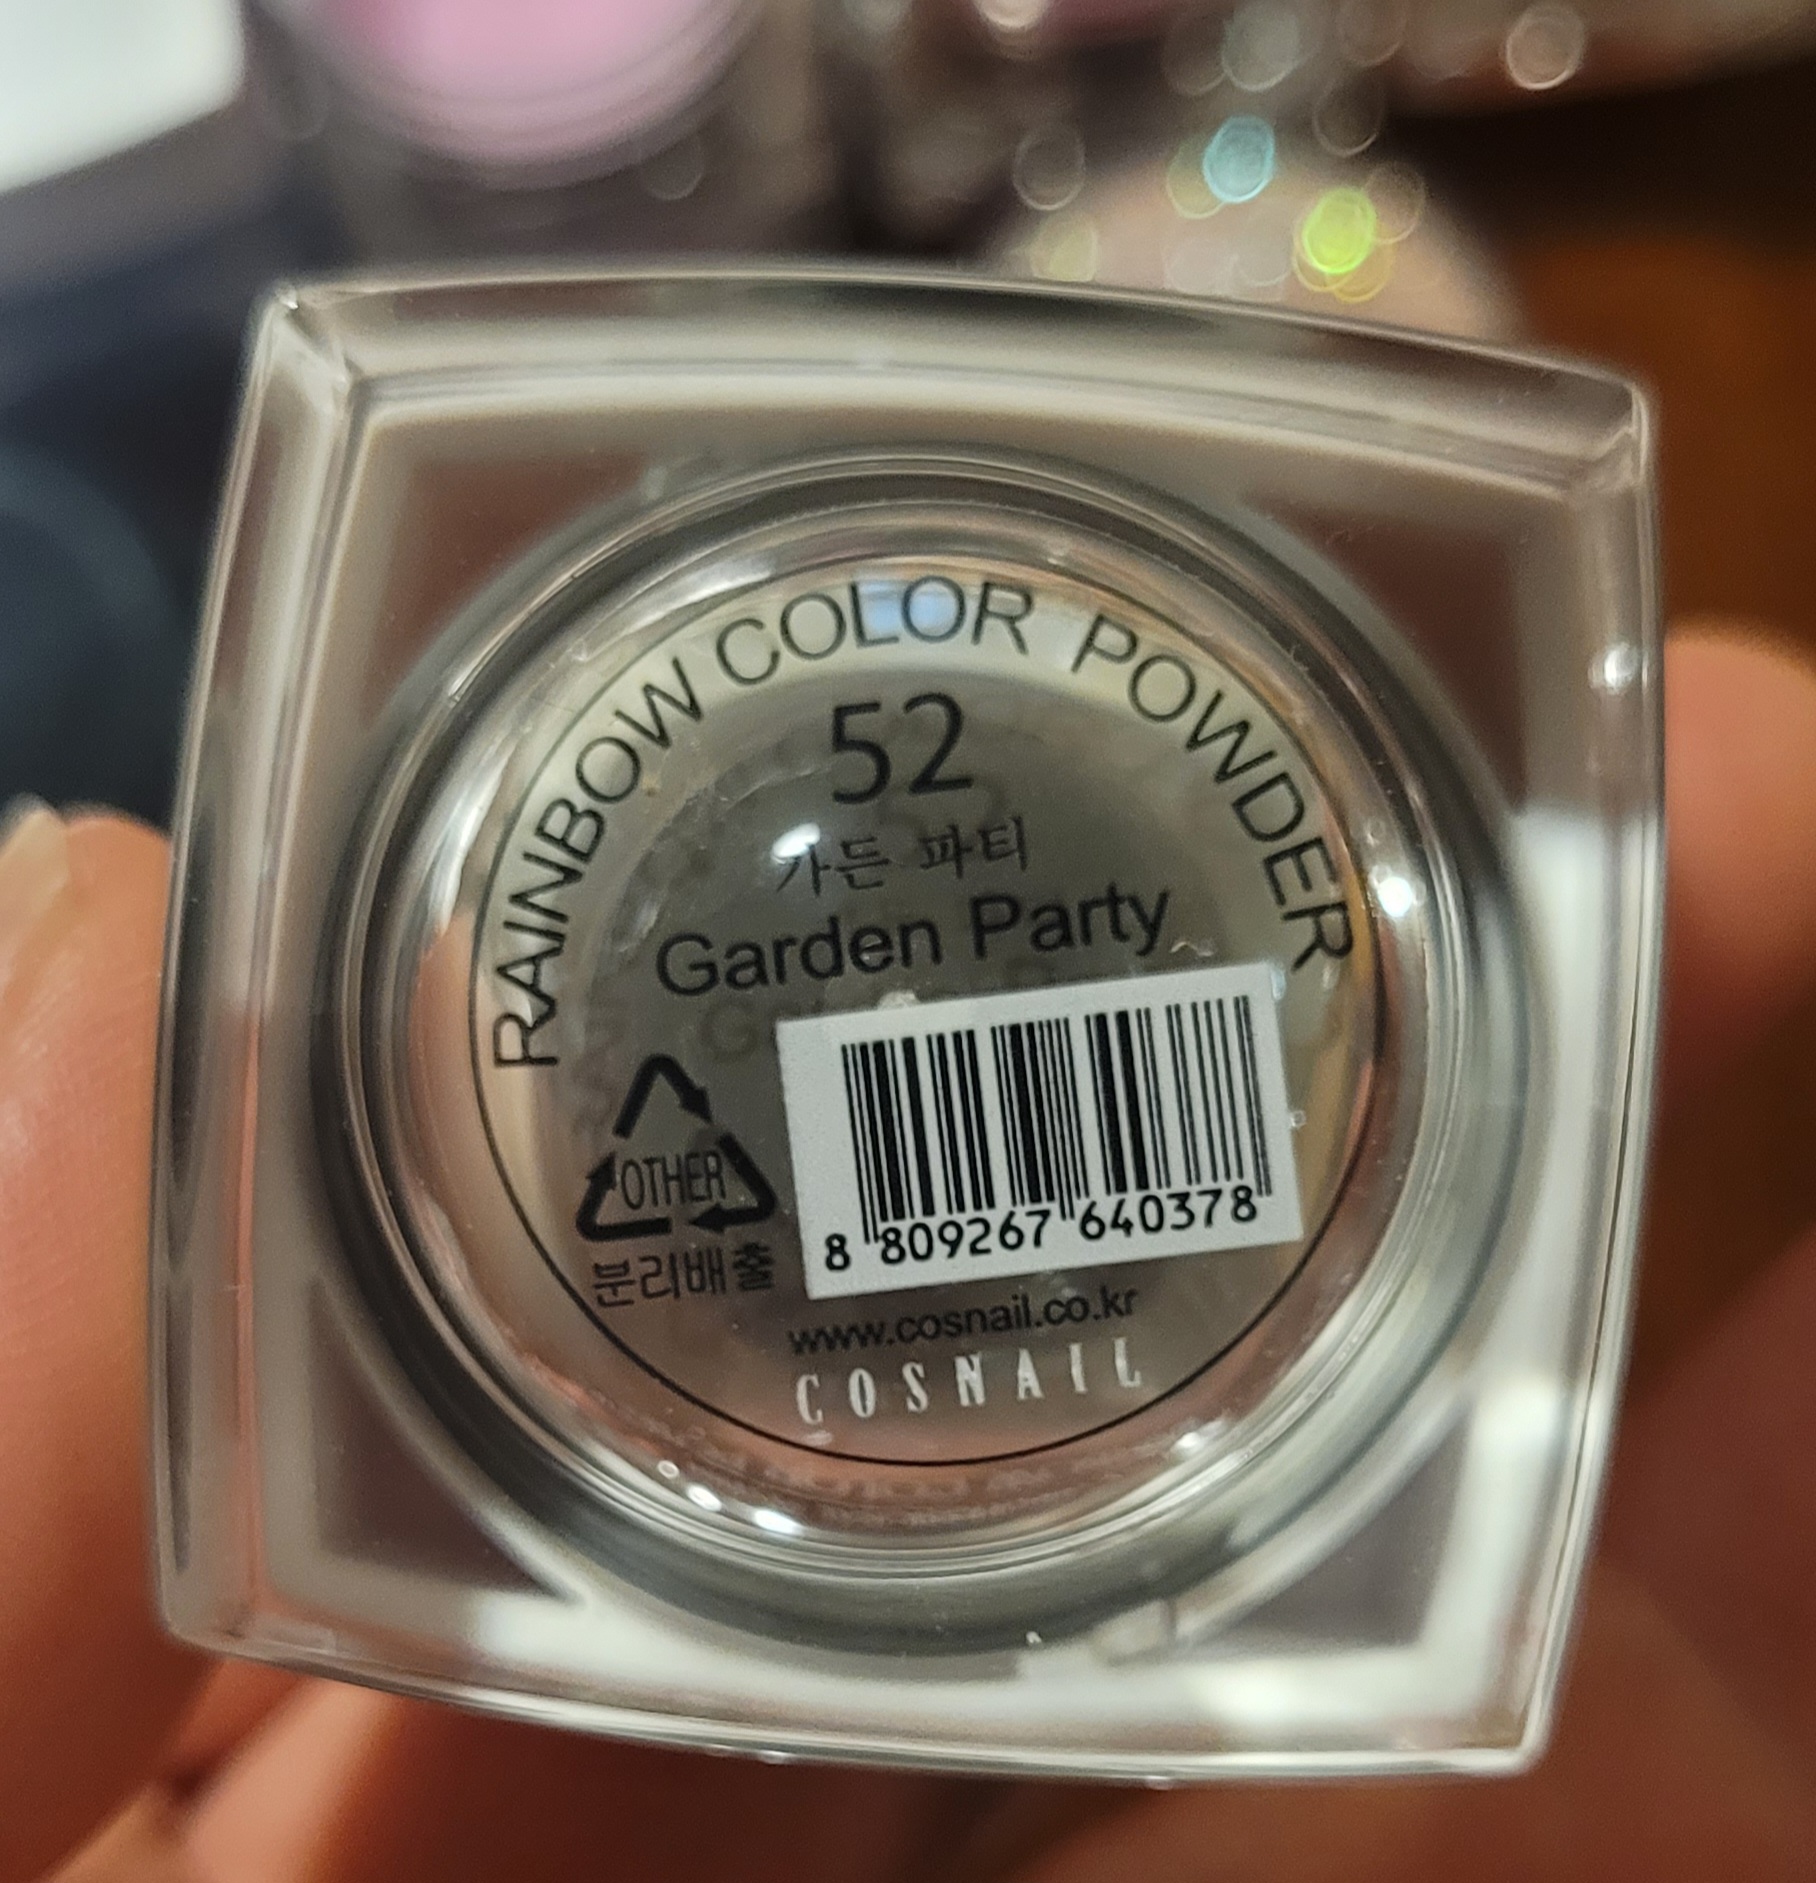 RAINBOW COLOR POWDER
52
가든 파티
Garden Party
OTHER
분리배출
8 809267 640378
www.cosnail.co.kr
COSNAIL